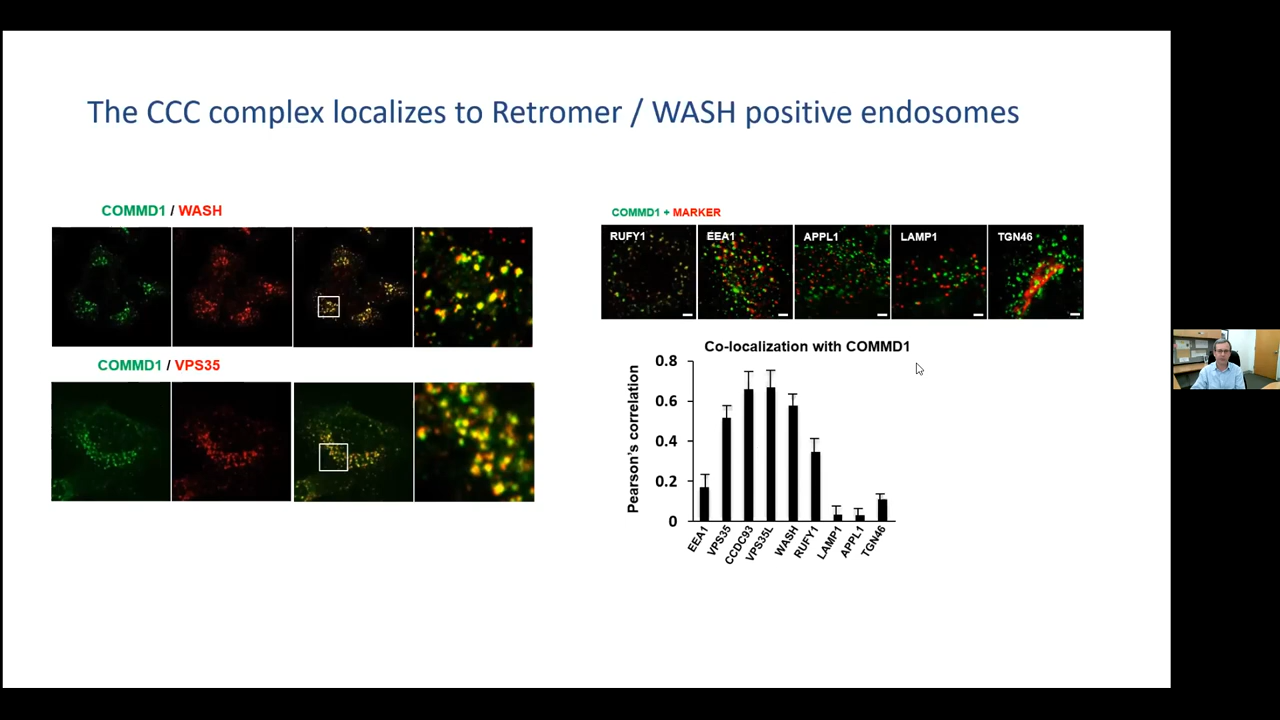 The CCC complex localizes to Retromer / WASH positive endosomes
COMMD1 / WASH
COMMD1 / VPS35
COMMD1 + MARKER
RUFY1
EEA1
APPL1
LAMP1
TGN46
Co-localization with COMMD1
Pearson's correlation
0.8
0.6
0.4
0.2
0
EEA1
VPS35
CCDC93
VPS35L
WASH
RUFY1
LAMP1
APPL1
TGN46